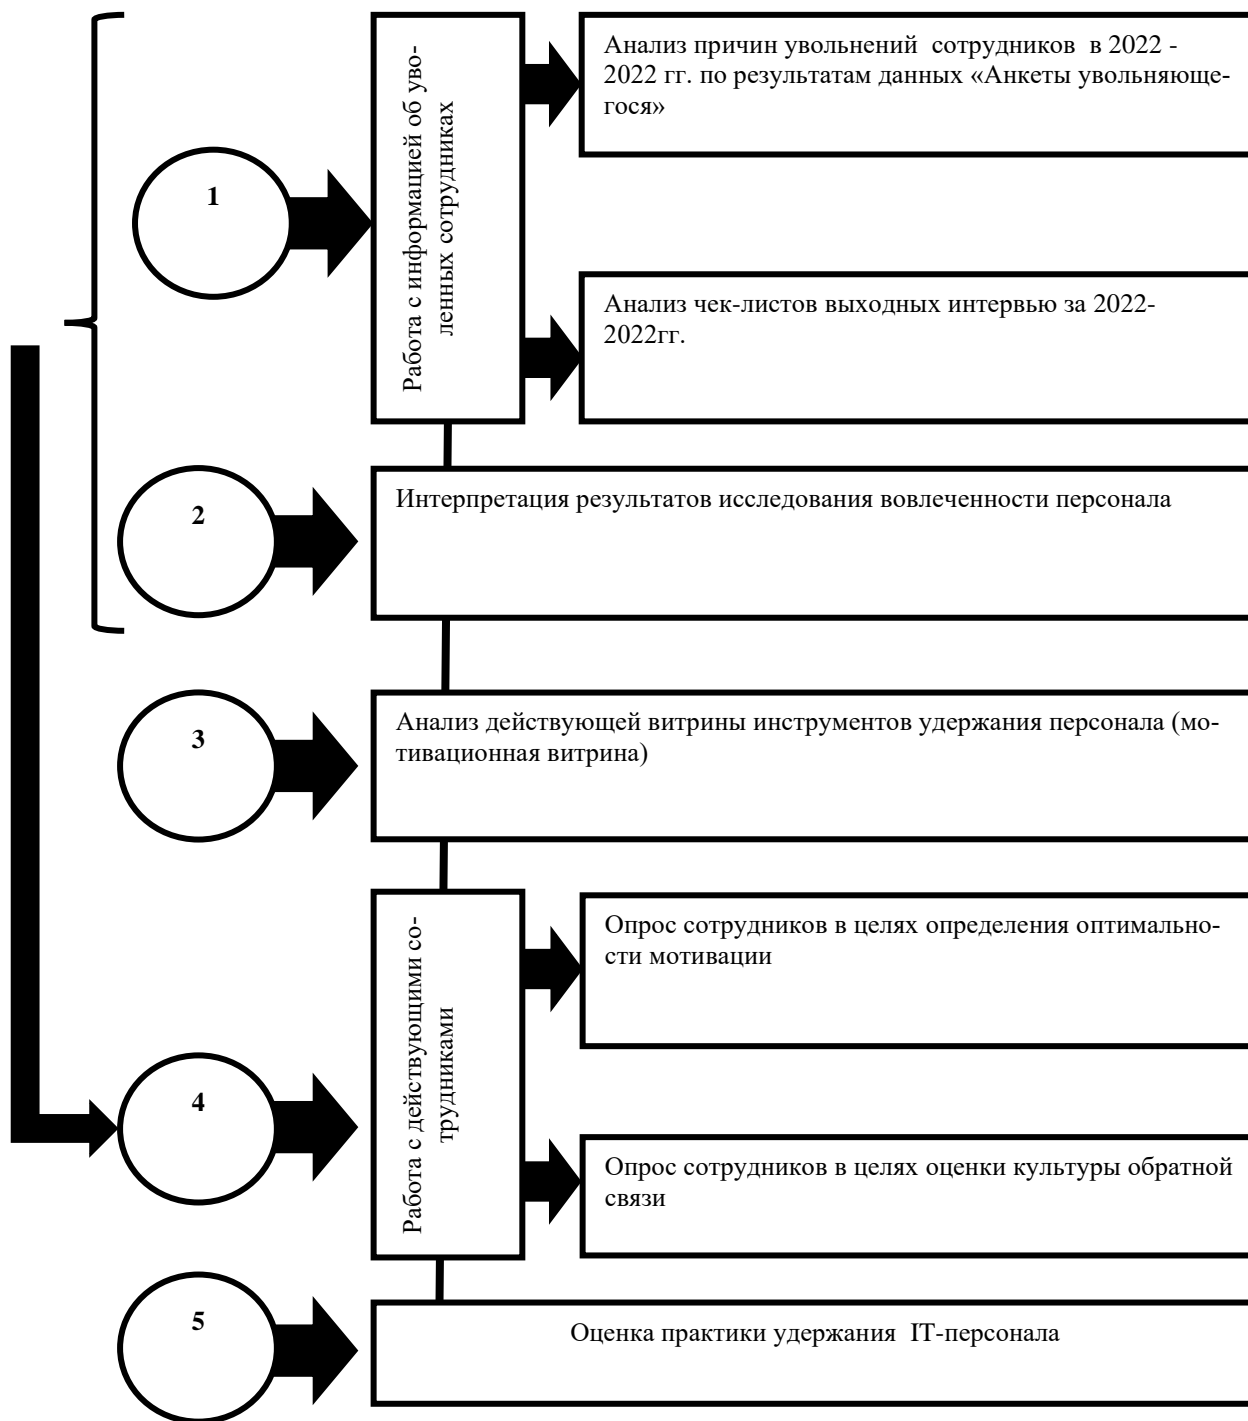 1
Работа с информацией об уво-
ленных сотрудниках
Анализ причин увольнений  сотрудников  в 2022 -
2022 гг. по результатам данных «Анкеты увольняюще-
гося»
Анализ чек-листов выходных интервью за 2022-
2022гг.
2
Интерпретация результатов исследования вовлеченности персонала
3
Анализ действующей витрины инструментов удержания персонала (мо-
тивационная витрина)
4
Работа с действующими со-
трудниками
Опрос сотрудников в целях определения оптимально-
сти мотивации
Опрос сотрудников в целях оценки культуры обратной
связи
5
Оценка практики удержания  IT-персонала